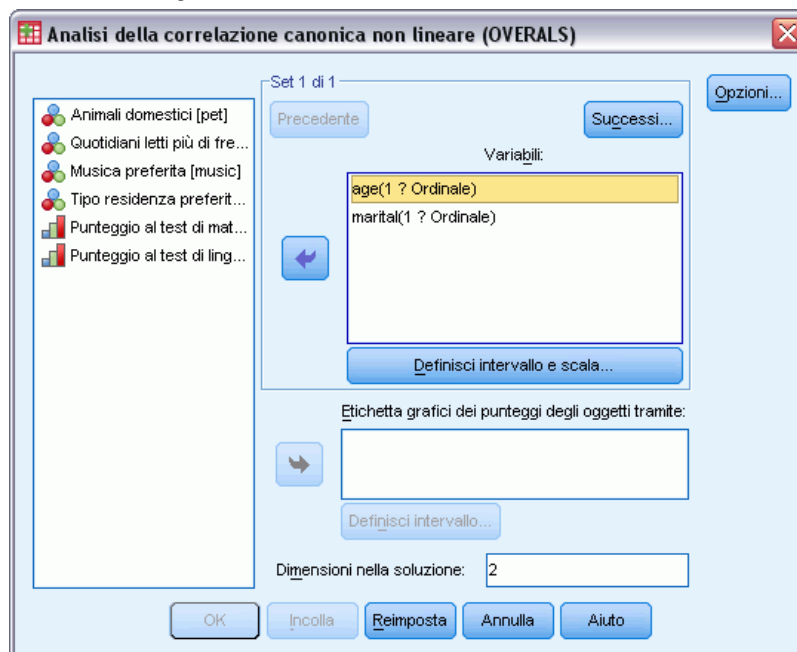 Analisi della correlazione canonica non lineare (OVERALS)
Set 1 di 1
Opzioni...
Animali domestici [pet]
Quotidiani letti più di fre...
Musica preferita [music]
Tipo residenza preferit...
Punteggio al test di mat...
Punteggio al test di ling...
Precedente
Successi...
Variabili:
age(1 ? Ordinale)
marital(1 ? Ordinale)
Definisci intervallo e scala...
Etichetta grafici dei punteggi degli oggetti tramite:
Definisci intervallo...
Dimensioni nella soluzione:
2
OK
Incolla
Reimposta
Annulla
Aiuto